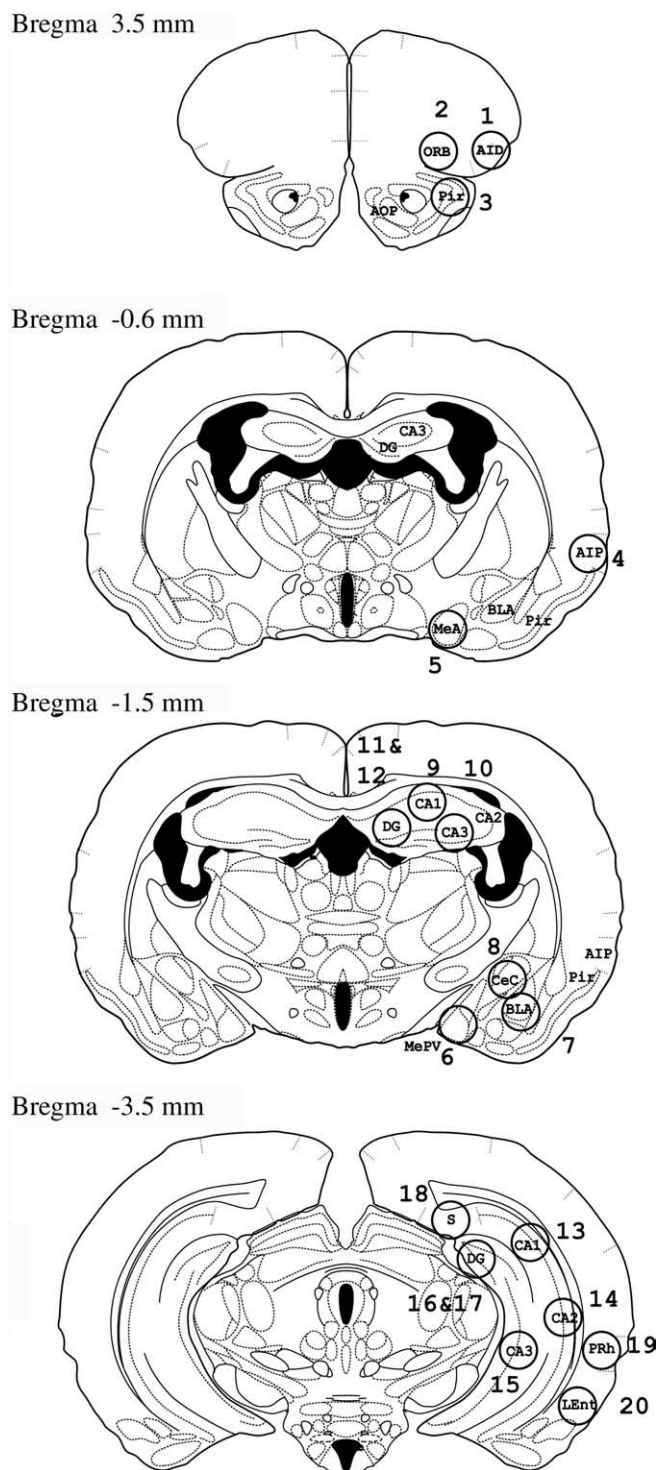 Bregma 3.5 mm
2 1
ORB AID
Pir 3
AOP
Bregma -0.6 mm
CA3
DG
AIP 4
BLA
Pir
MeA
5
Bregma -1.5 mm
11&
12 9 10
CA1
CA2
DG CA3
8
AIP
CeC Pir
BLA
MePV 6 7
Bregma -3.5 mm
18
S 13
CA1
DG
16&17 14
CA2
CA3 PRh 19
15
LEnt 20